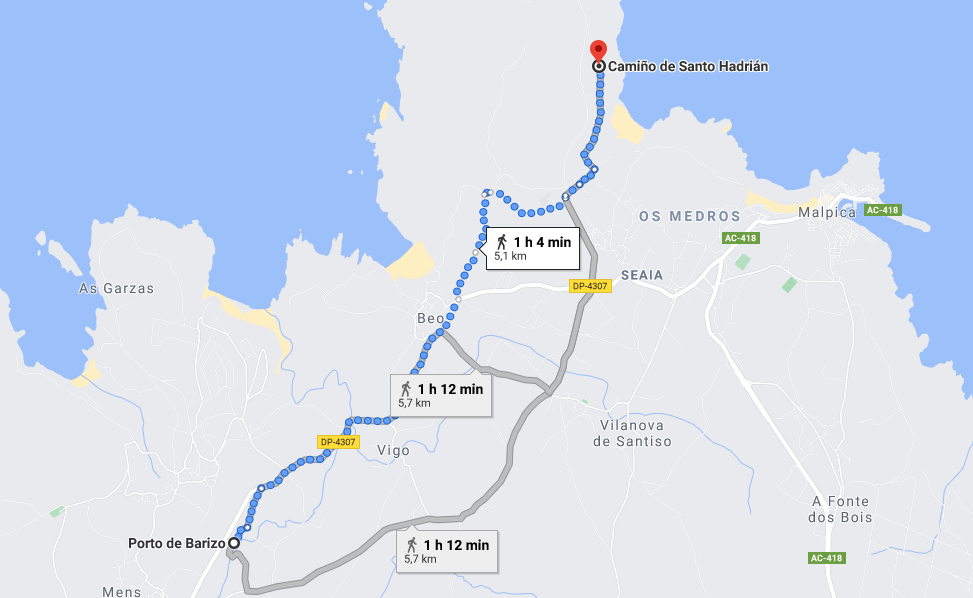 Camiño de Santo Hadrián
OS MEDROS
Malpica
AC-418
AC-418
1 h 4 min
5,1 km
SEAIA
As Garzas
DP-4307
Beo
1 h 12 min
5,7 km
DP-4307
Vigo
Vilanova
de Santiso
A Fonte
dos Bois
Porto de Barizo
1 h 12 min
5,7 km
AC-418
Mens